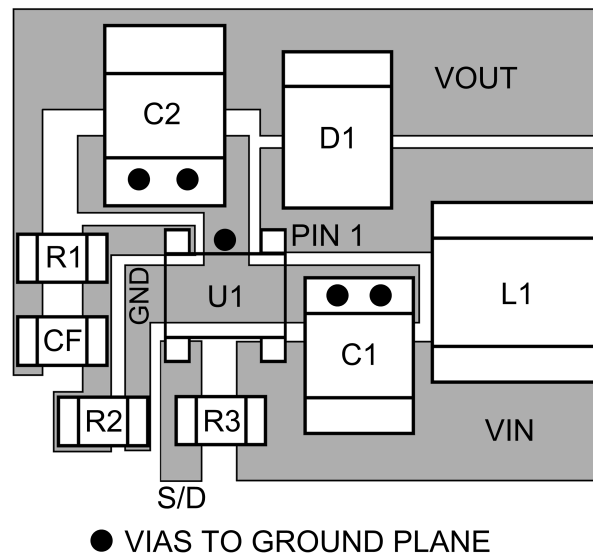 VOUT
C2
D1
PIN 1
R1
GND
U1
L1
CF
C1
R2
R3
VIN
S/D
VIAS TO GROUND PLANE